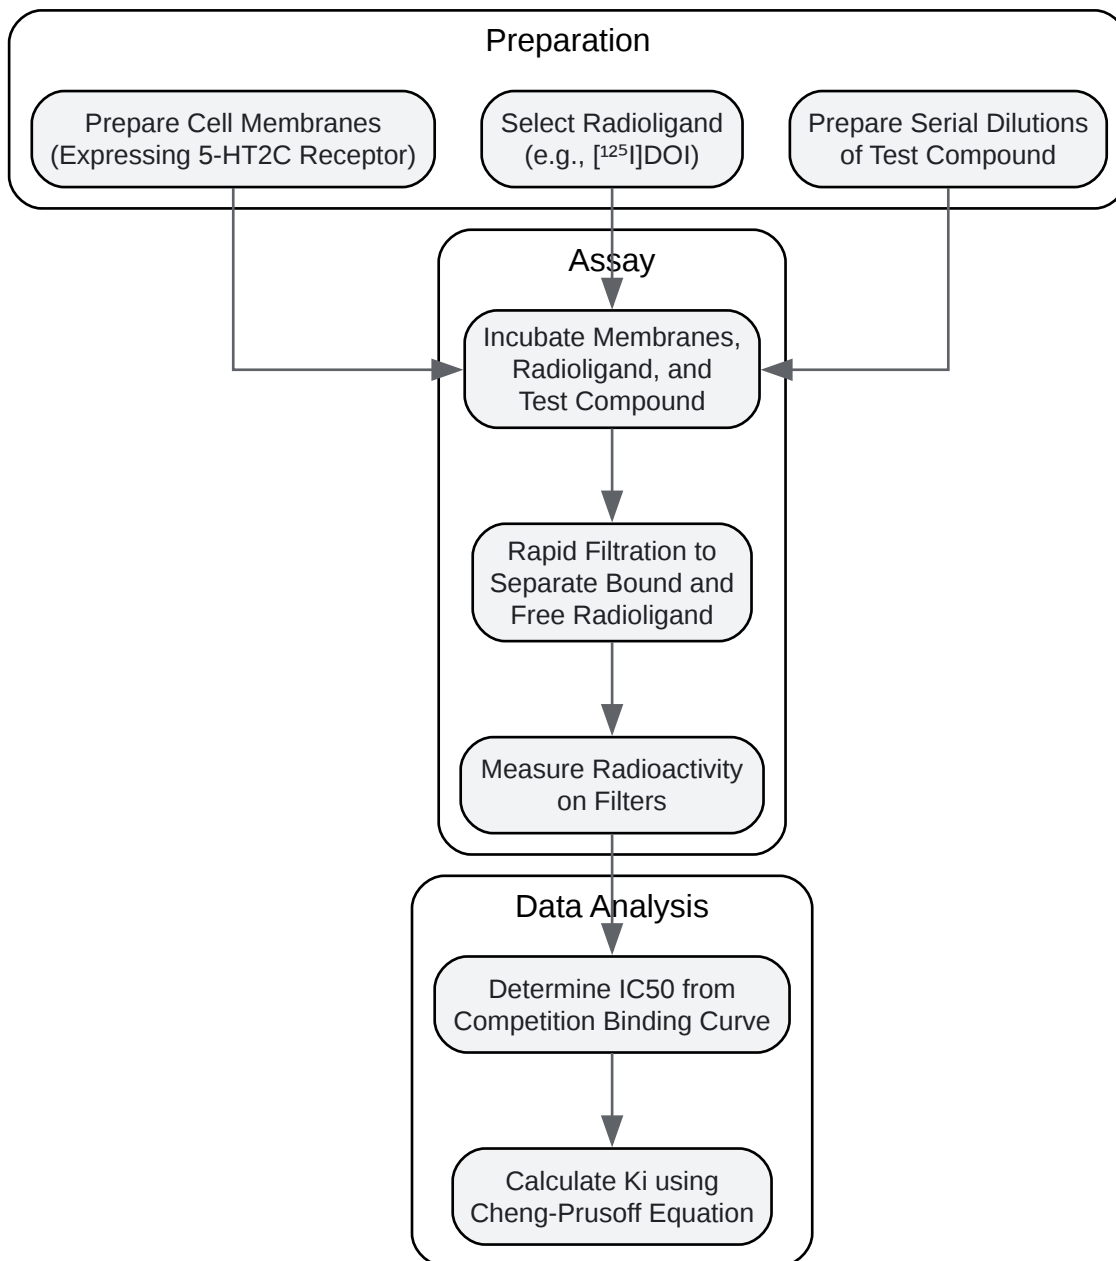 Preparation
Prepare Cell Membranes
(Expressing 5-HT2C Receptor)
Select Radioligand
(e.g., [¹²⁵I]DOI)
Prepare Serial Dilutions
of Test Compound
Assay
Incubate Membranes,
Radioligand, and
Test Compound
Rapid Filtration to
Separate Bound and
Free Radioligand
Measure Radioactivity
on Filters
Data Analysis
Determine IC50 from
Competition Binding Curve
Calculate Ki using
Cheng-Prusoff Equation